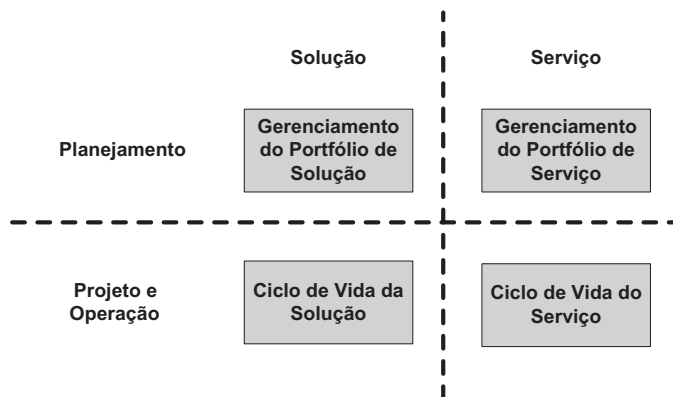 Solução
Serviço
Planejamento
Gerenciamento
do Portfólio de
Solução
Gerenciamento
do Portfólio de
Serviço
Projeto e
Operação
Ciclo de Vida da
Solução
Ciclo de Vida do
Serviço